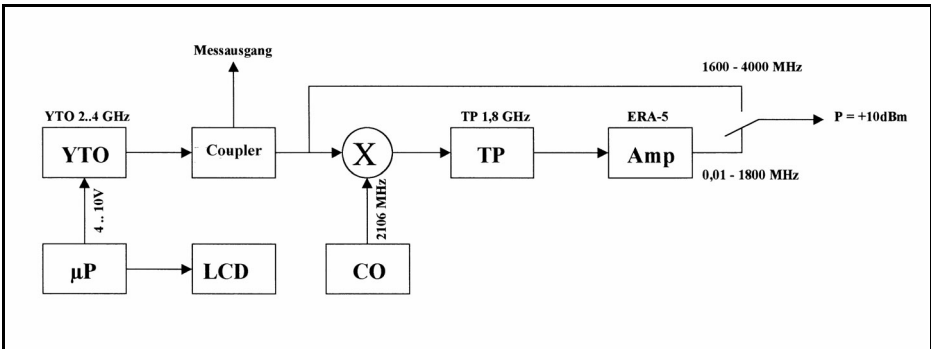 Messausgang
1600 - 4000 MHz
YTO 2..4 GHz
TP 1,8 GHz
ERA-5
P = +10dBm
YTO
Coupler
X
TP
Amp
0,01 - 1800 MHz
4 .. 10V
2106 MHz
µP
LCD
CO